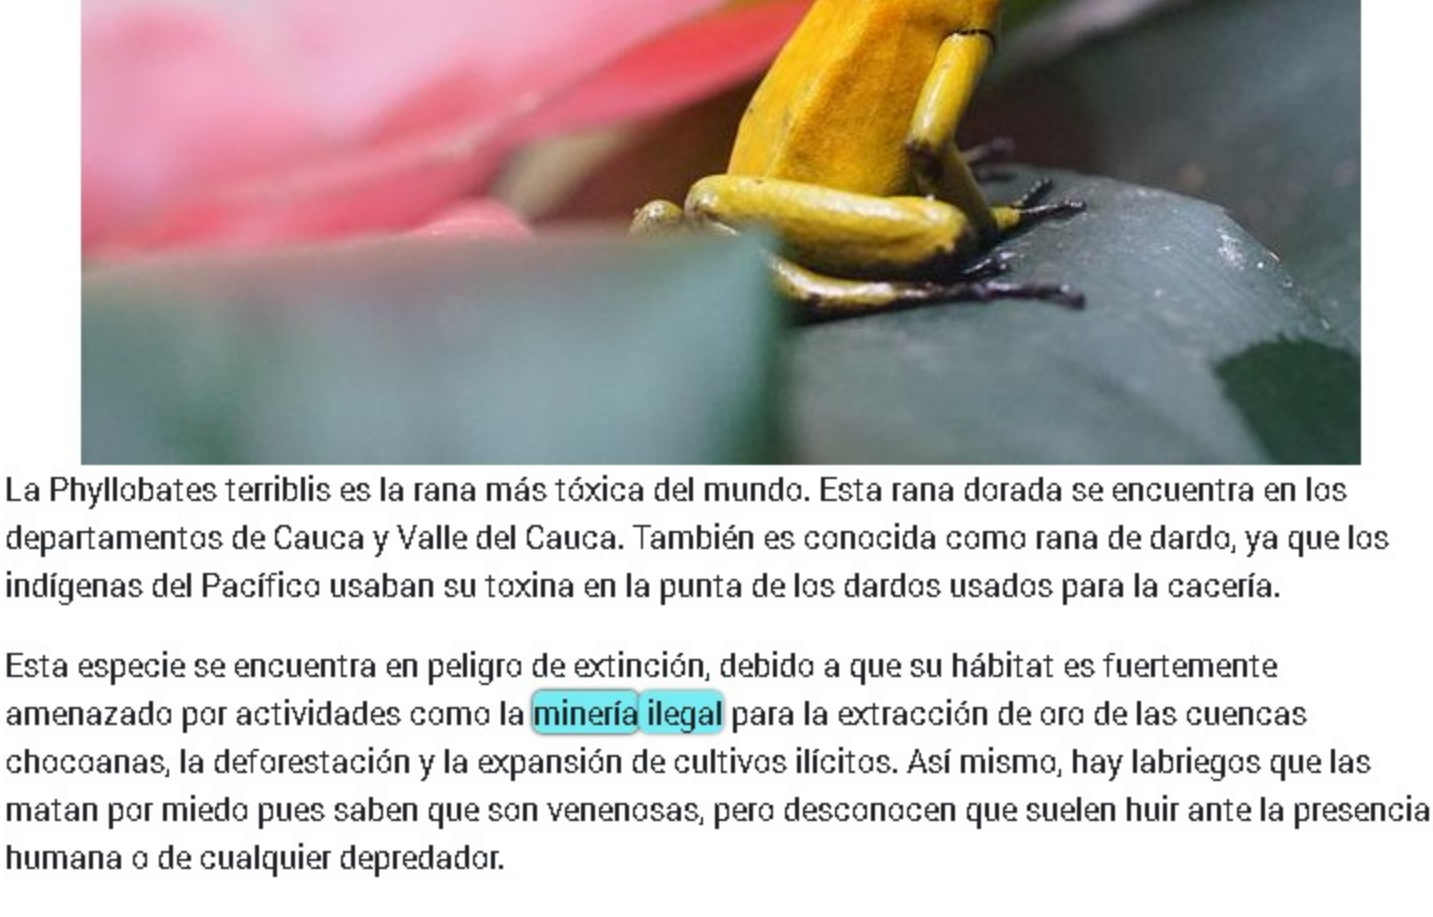 La Phyllobates terriblis es la rana más tóxica del mundo. Esta rana dorada se encuentra en los
departamentos de Cauca y Valle del Cauca. También es conocida como rana de dardo, ya que los
indígenas del Pacífico usaban su toxina en la punta de los dardos usados para la cacería.
Esta especie se encuentra en peligro de extinción, debido a que su hábitat es fuertemente
amenazado por actividades como la minería ilegal para la extracción de oro de las cuencas
chocoanas, la deforestación y la expansión de cultivos ilícitos. Así mismo, hay labriegos que las
matan por miedo pues saben que son venenosas, pero desconocen que suelen huir ante la presencia
humana o de cualquier depredador.